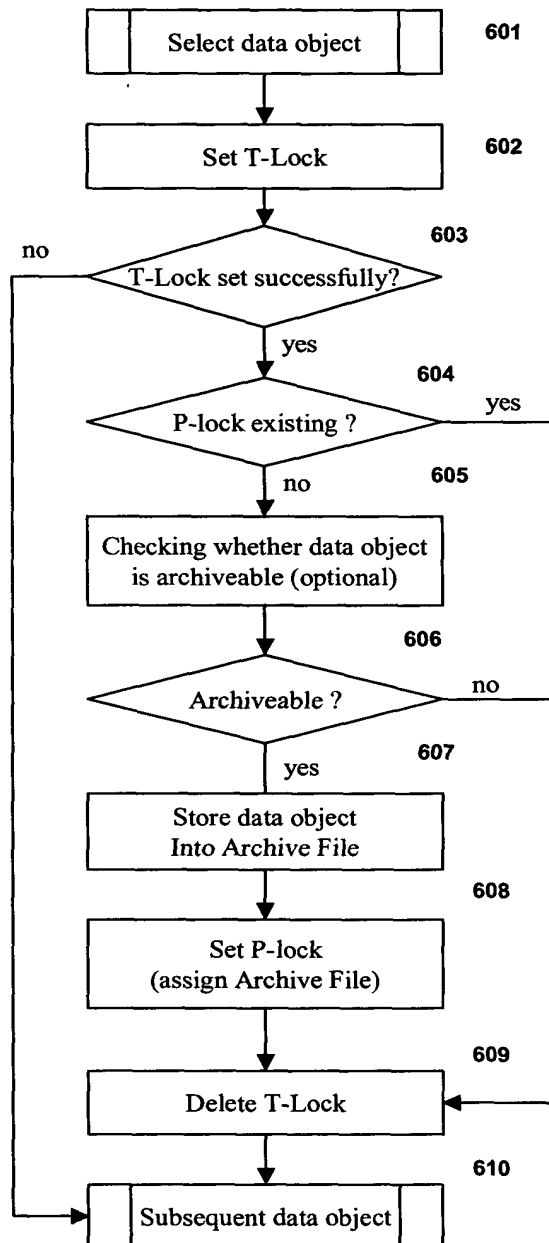 Select data object
601
Set T-Lock
602
603
no
T-Lock set successfully?
yes
604
P-lock existing ?
yes
605
no
Checking whether data object
is archiveable (optional)
606
Archiveable ?
no
607
yes
Store data object
Into Archive File
608
Set P-lock
(assign Archive File)
609
Delete T-Lock
610
Subsequent data object